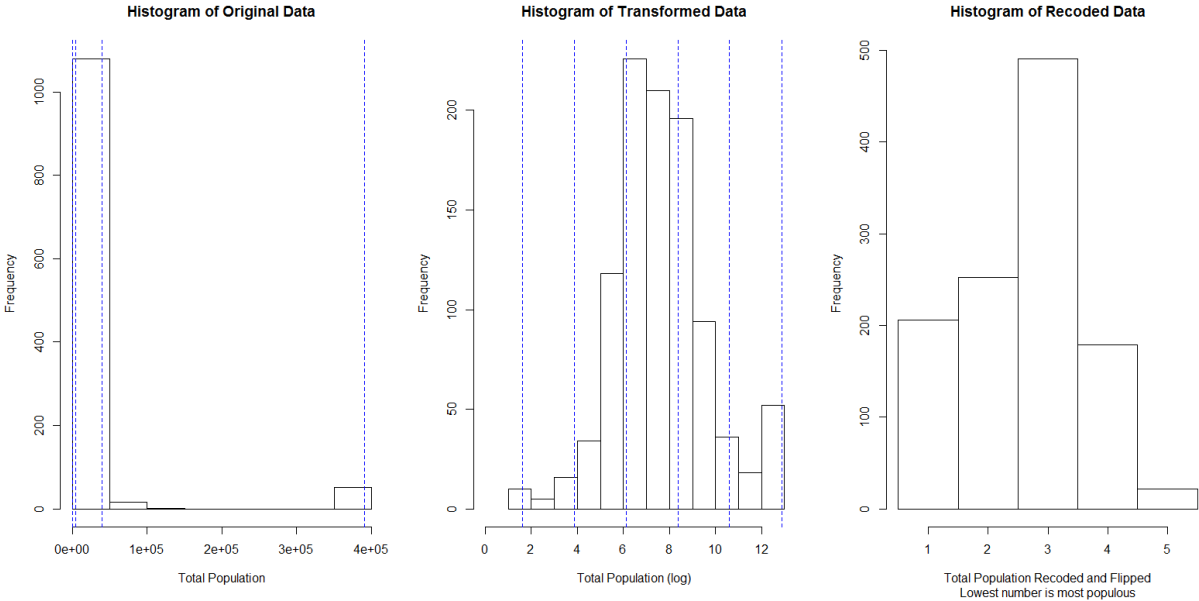 Histogram of Original Data
Frequency
0
200
400
600
800
1000
0e+00 1e+05 2e+05 3e+05 4e+05
Total Population
Histogram of Transformed Data
Frequency
0
50
100
150
200
0 2 4 6 8 10 12
Total Population (log)
Histogram of Recoded Data
Frequency
0
100
200
300
400
500
1 2 3 4 5
Total Population Recoded and Flipped
Lowest number is most populous